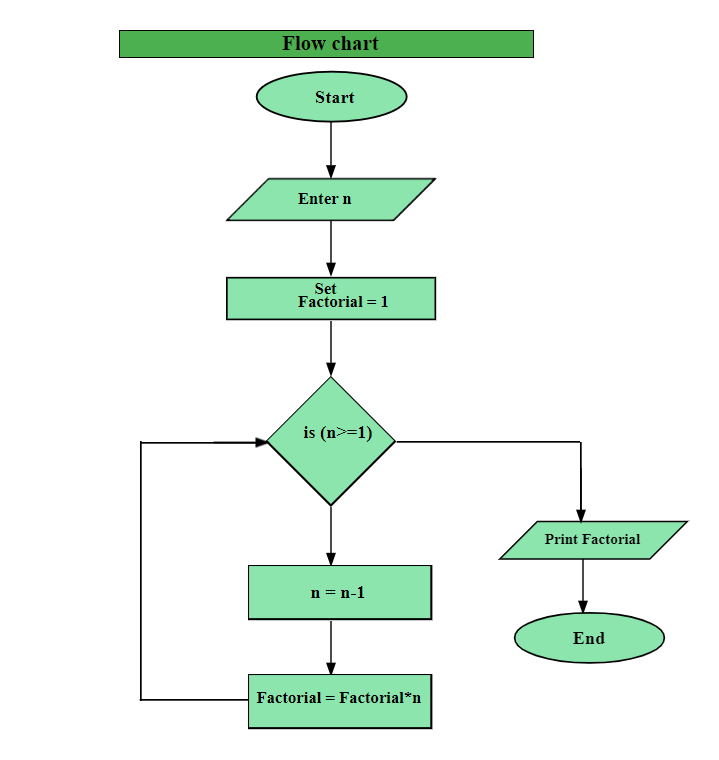 Flow chart
Start
Enter n
Set
Factorial = 1
is (n>=1)
n = n-1
Factorial = Factorial*n
Print Factorial
End